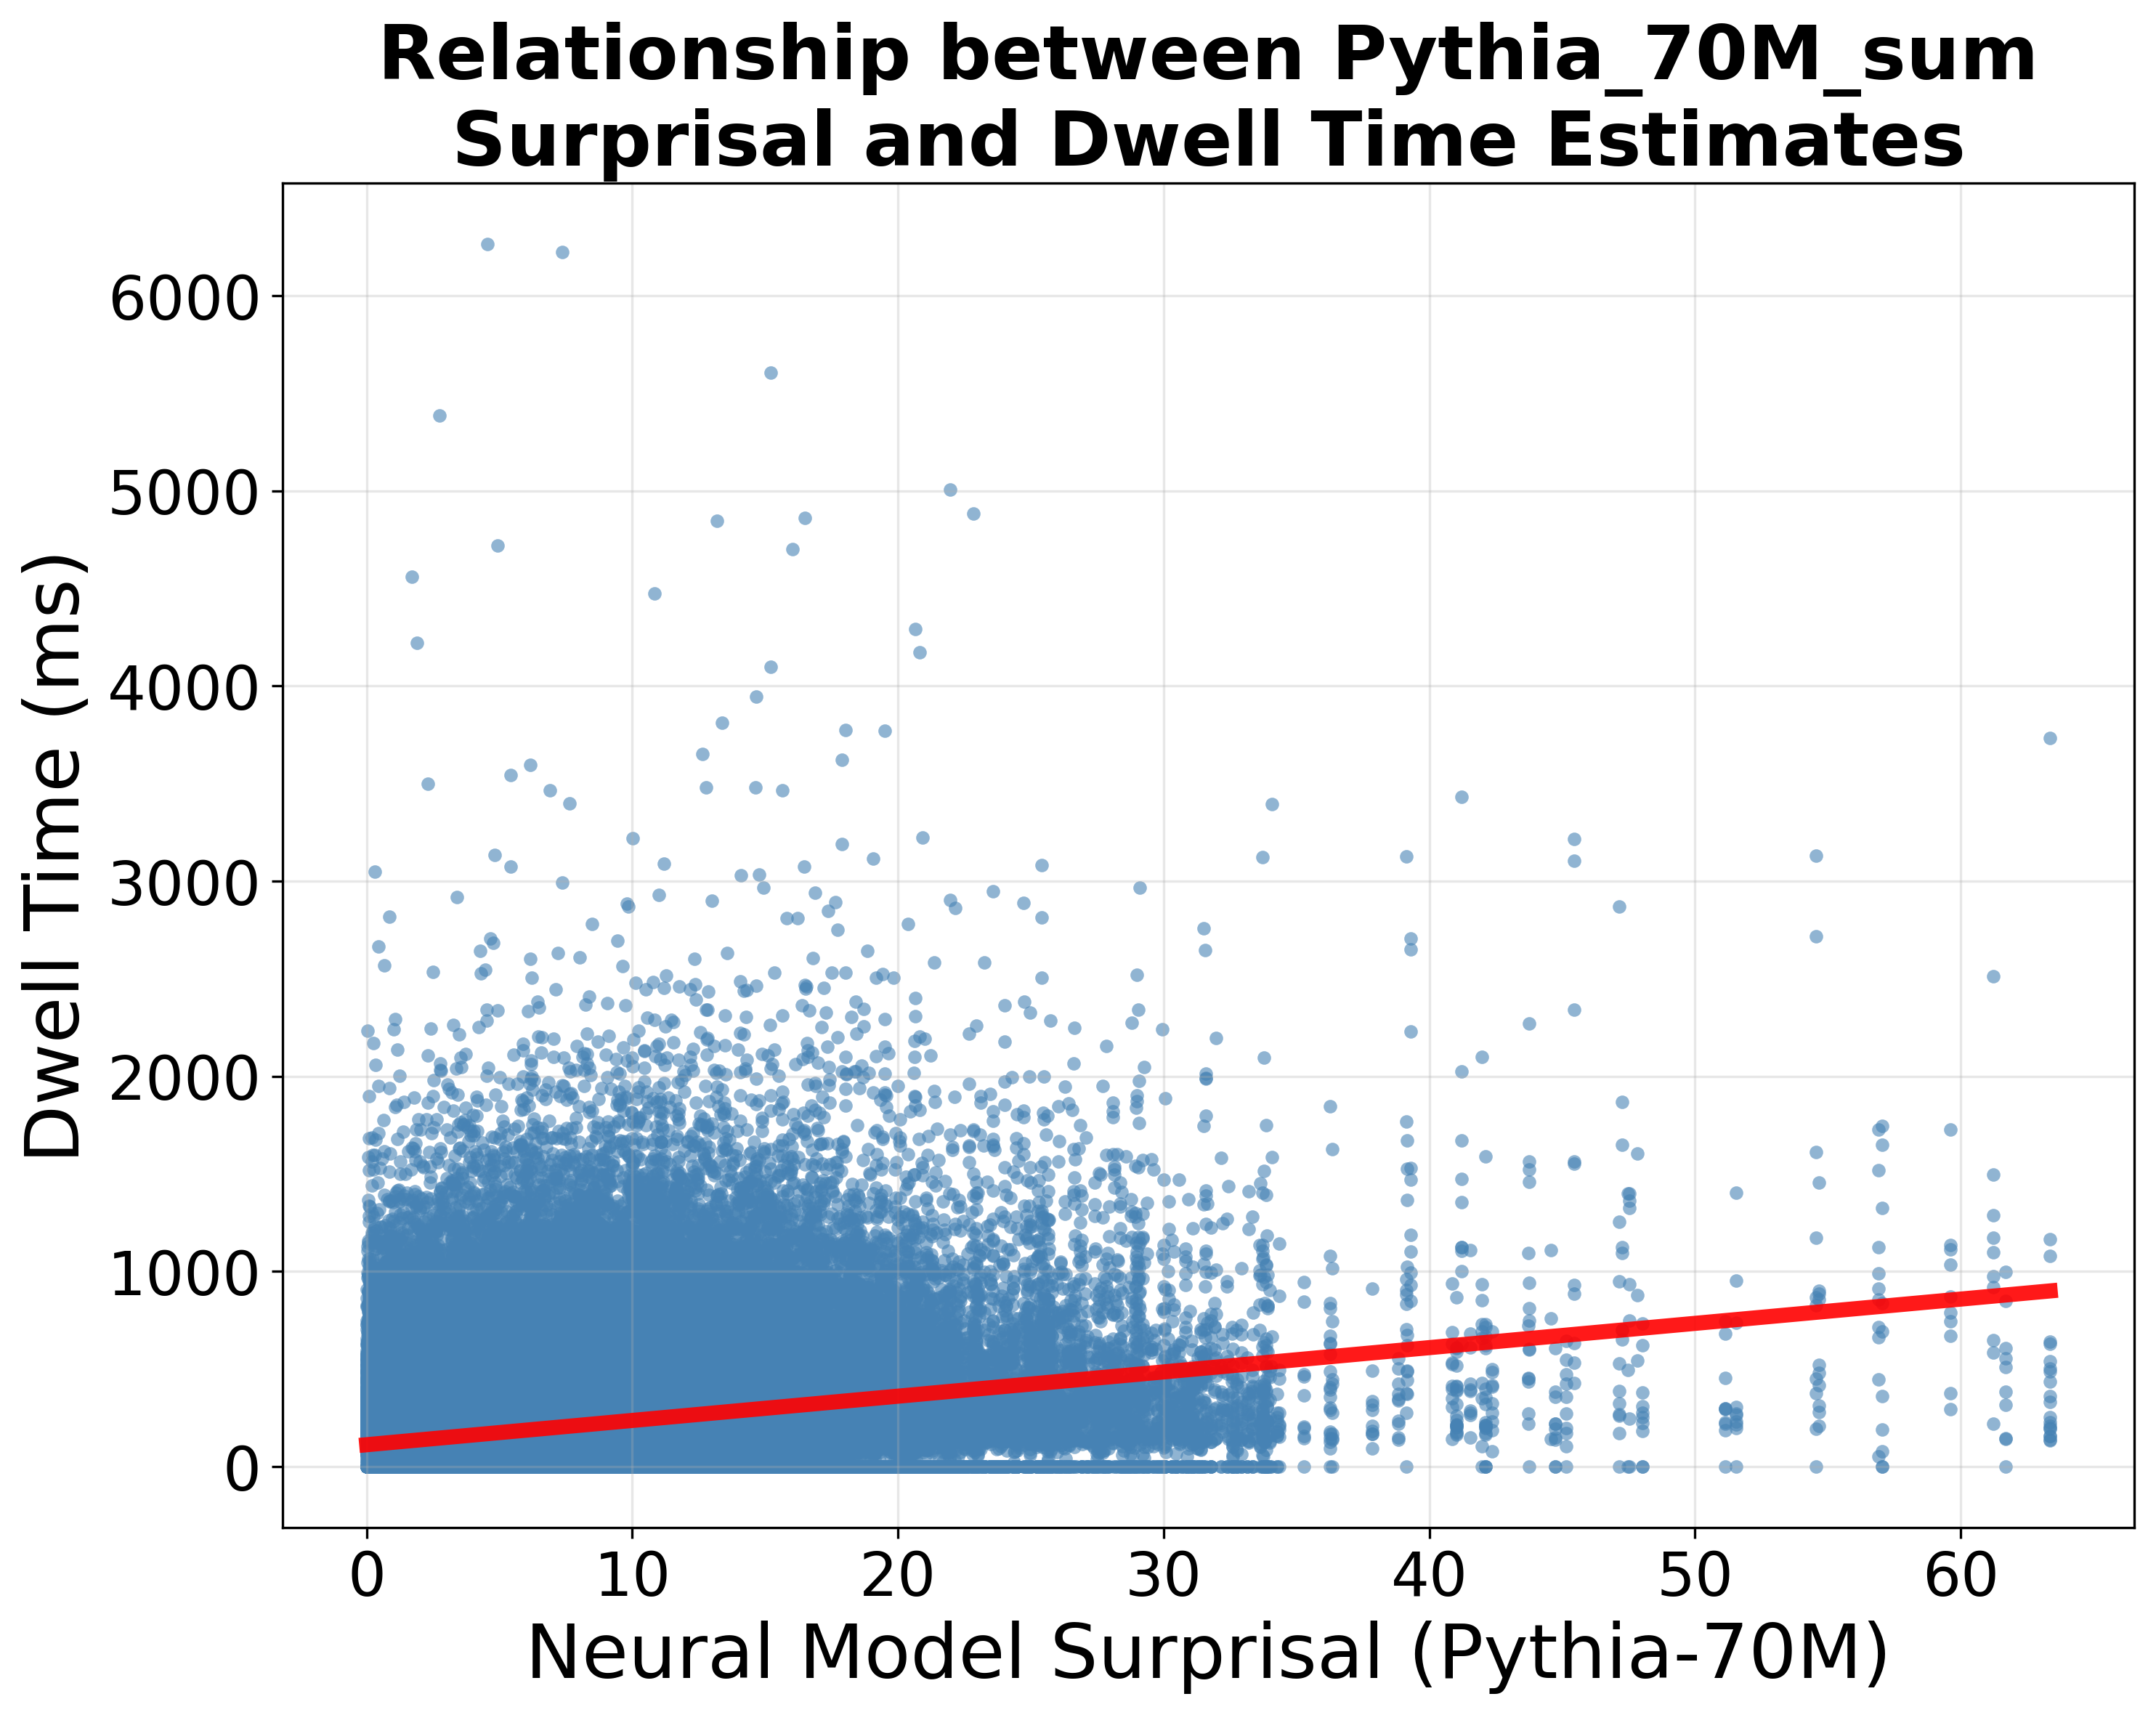 Relationship between Pythia_70M_sum
Surprisal and Dwell Time Estimates
Dwell Time (ms)
6000
5000
4000
3000
2000
1000
0
0 10 20 30 40 50 60
Neural Model Surprisal (Pythia-70M)